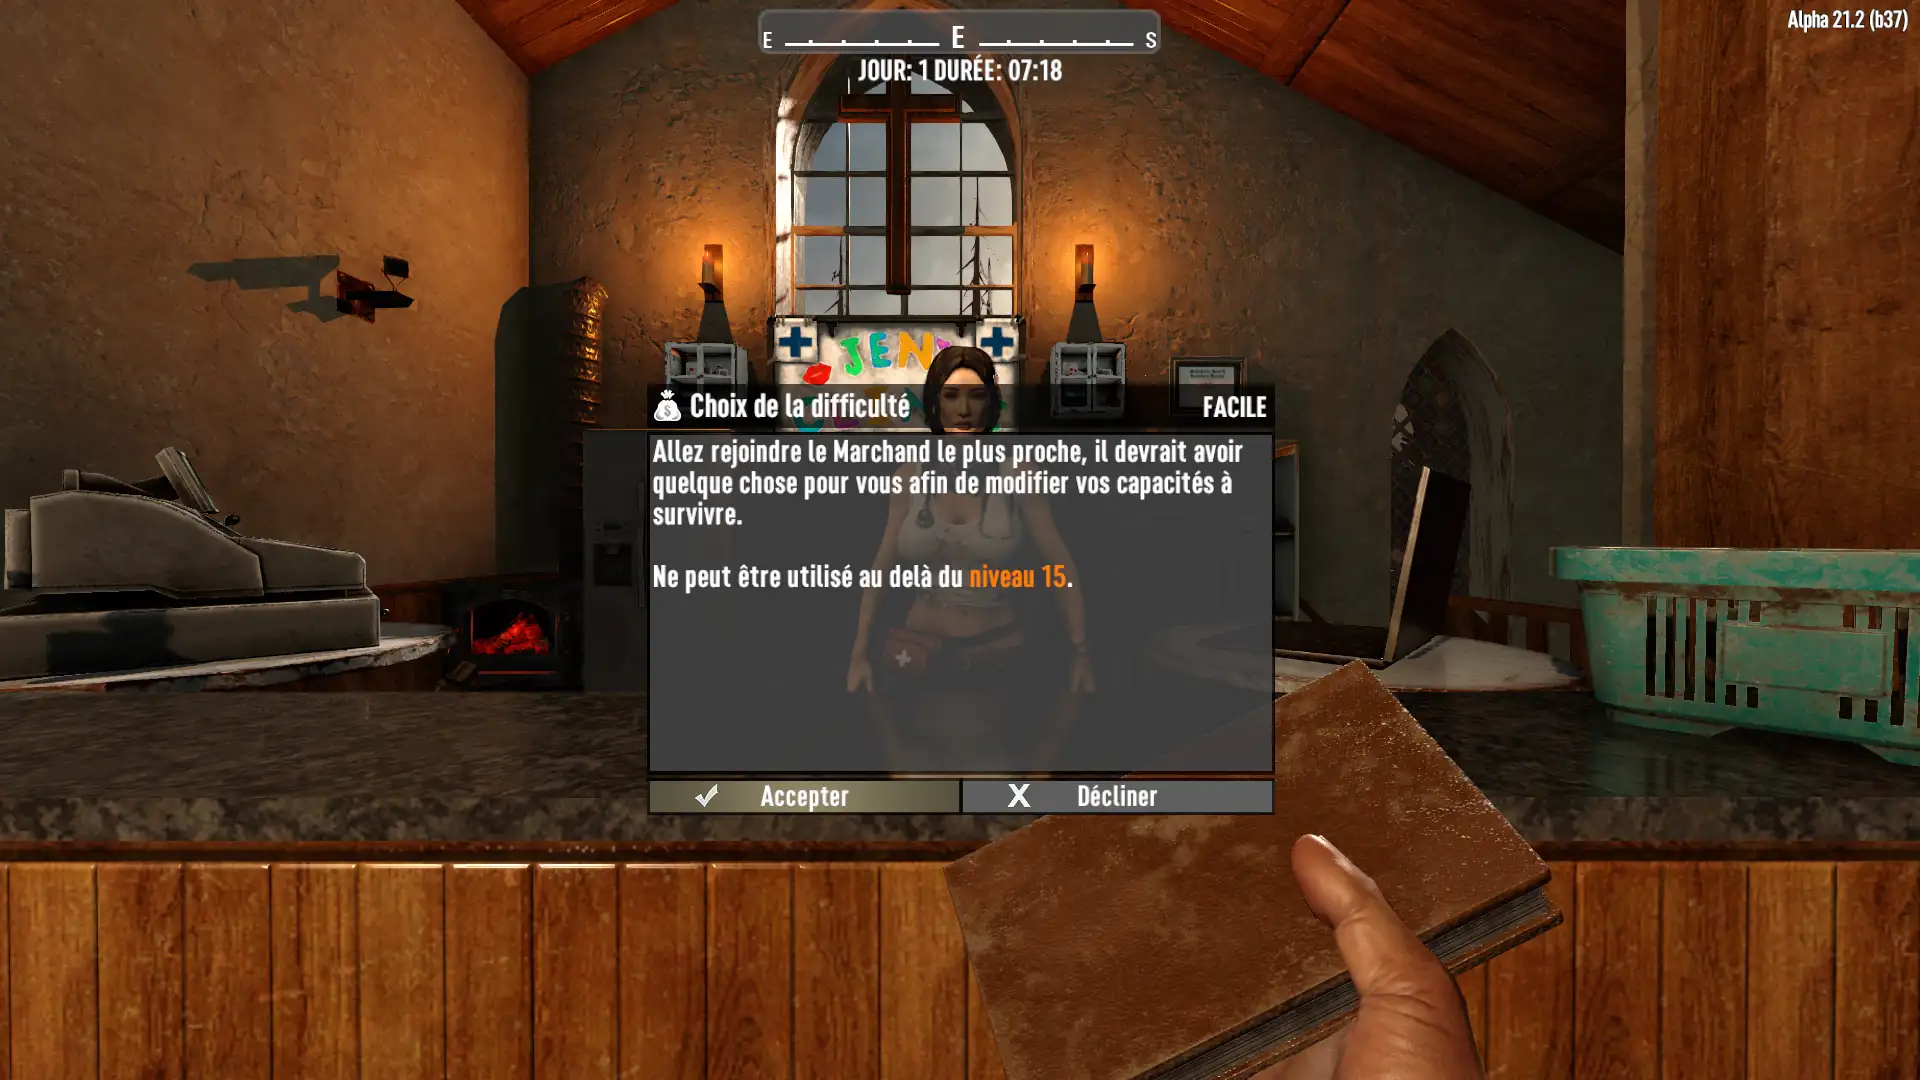 Alpha 21.2 (b37)
E E S
JOUR: 1 DURÉE: 07:18
JEN
Choix de la difficulté FACILE
Allez rejoindre le Marchand le plus proche, il devrait avoir
quelque chose pour vous afin de modifier vos capacités à
survivre.
Ne peut être utilisé au delà du niveau 15.
Accepter Décliner